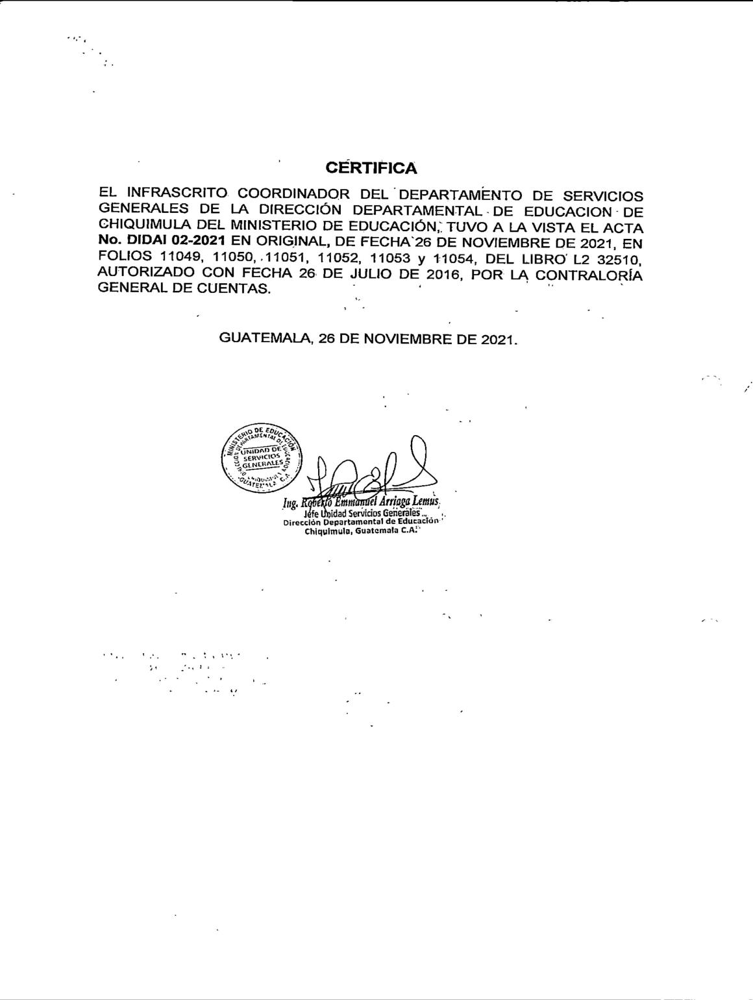 CERTIFICA
EL INFRASCRITO COORDINADOR DEL DEPARTAMENTO DE SERVICIOS
GENERALES DE LA DIRECCIÓN DEPARTAMENTAL DE EDUCACION DE
CHIQUIMULA DEL MINISTERIO DE EDUCACIÓN, TUVO A LA VISTA EL ACTA
No. DIDAI 02-2021 EN ORIGINAL, DE FECHA 26 DE NOVIEMBRE DE 2021, EN
FOLIOS 11049, 11050, 11051, 11052, 11053 y 11054, DEL LIBRO L2 32510,
AUTORIZADO CON FECHA 26 DE JULIO DE 2016, POR LA CONTRALORÍA
GENERAL DE CUENTAS.
GUATEMALA, 26 DE NOVIEMBRE DE 2021.
MINISTERIO DE EDUCACIÓN
DEPARTAMENTAL DE
UNIDAD DE
SERVICIOS
GENERALES
GUATEMALA C.A.
Ing. Roberto Emmanuel Arriaga Lemus
Jefe Unidad Servicios Generales
Dirección Departamental de Educación
Chiquimula, Guatemala C.A.